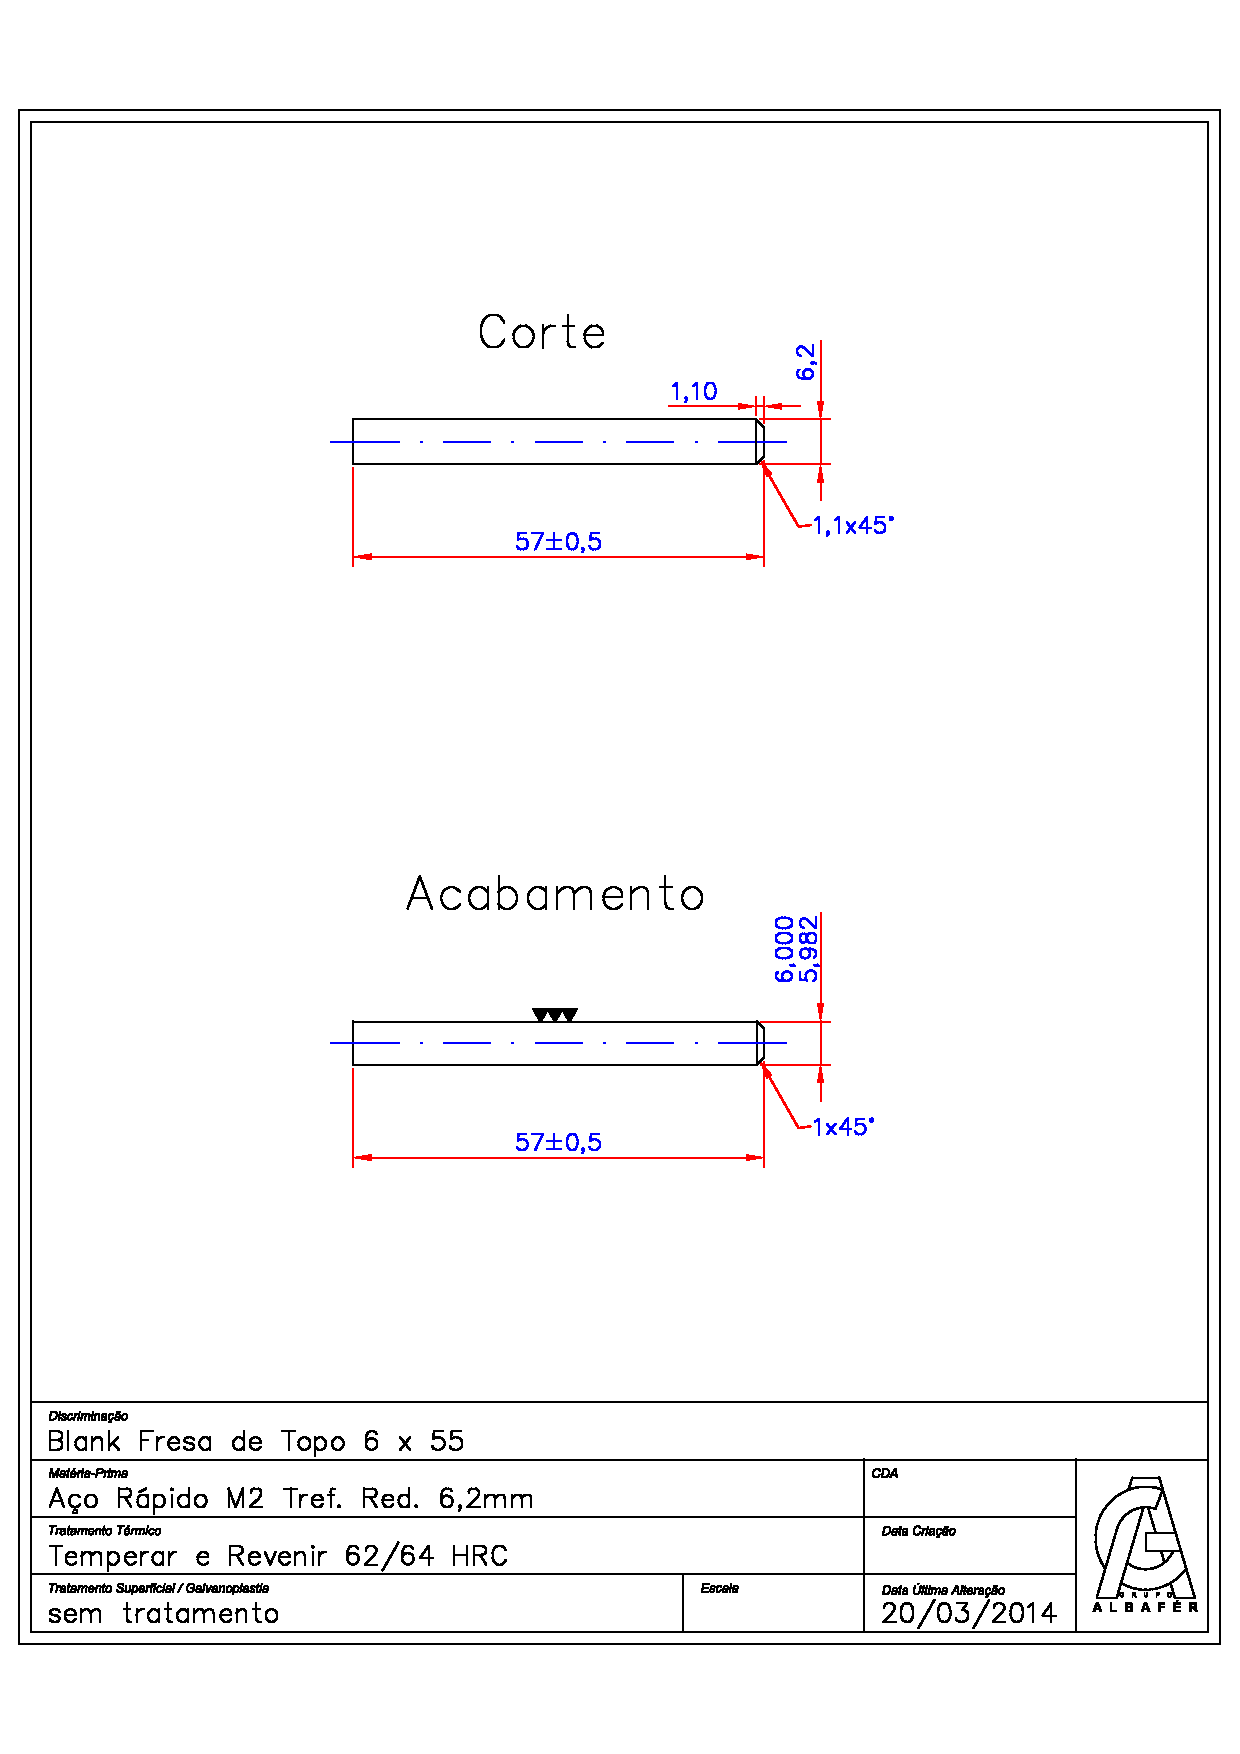 Corte
6,2
1,10
1,1x45°
57±0,5
Acabamento
6,000
5,982
1x45°
57±0,5
Discriminação
Blank Fresa de Topo 6 x 55
Matéria-Prima
Aço Rápido M2 Tref. Red. 6,2mm
CDA
Tratamento Térmico
Temperar e Revenir 62/64 HRC
Data Criação
Tratamento Superficial / Galvanoplastia
sem tratamento
Escala
Data Última Alteração
20/03/2014
GRUPO
ALBAFÉR